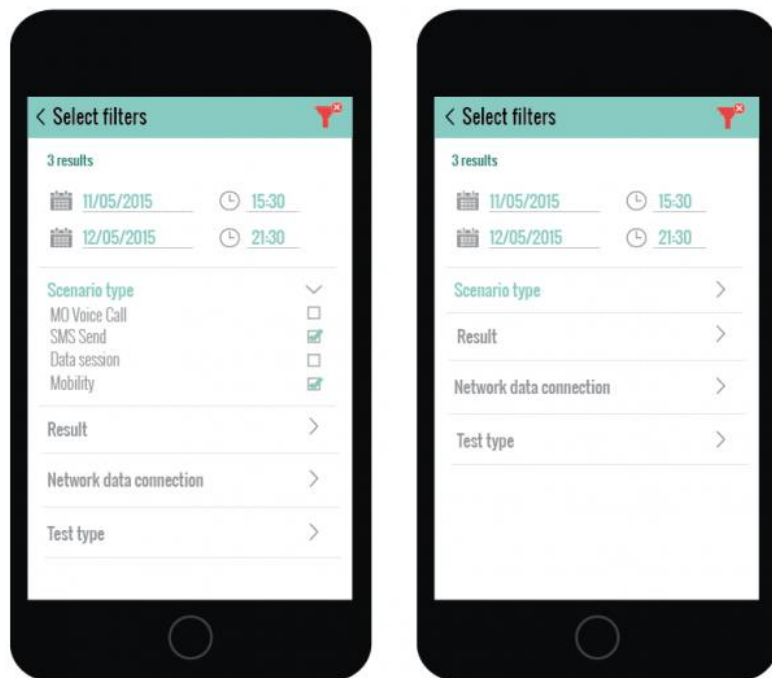 Select filters
3 results
11/05/2015 15:30
12/05/2015 21:30
Scenario type
MO Voice Call
SMS Send
Data session
Mobility
Result
Network data connection
Test type
Select filters
3 results
11/05/2015 15:30
12/05/2015 21:30
Scenario type
Result
Network data connection
Test type